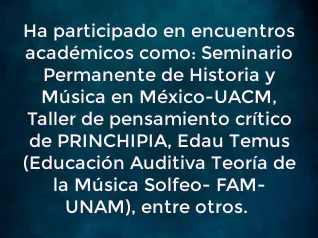 Ha participado en encuentros
académicos como: Seminario
Permanente de Historia y
Música en México-UACM,
Taller de pensamiento crítico
de PRINCHIPIA, Edau Temus
(Educación Auditiva Teoría de
la Música Solfeo- FAM-
UNAM), entre otros.